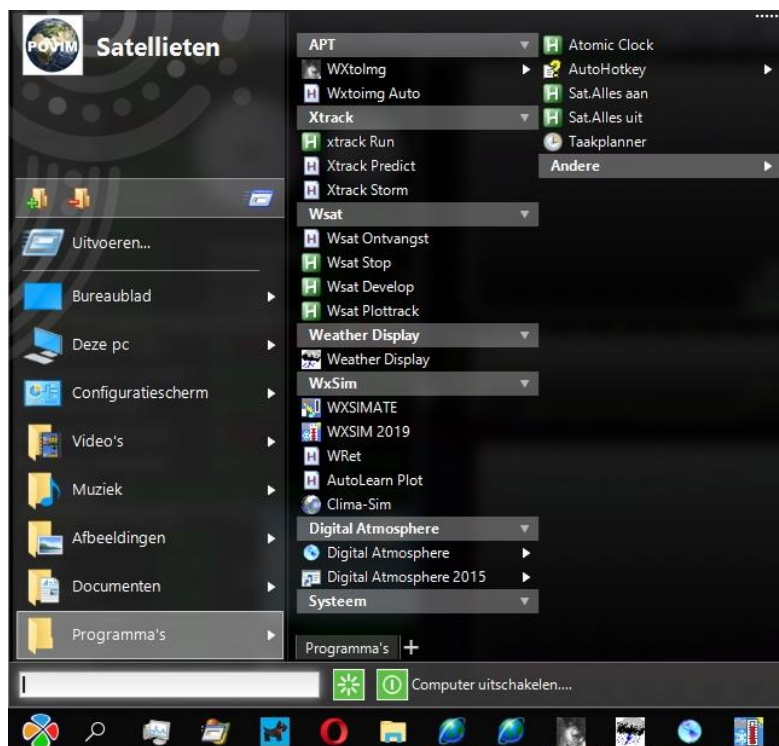 POVIM
Satellieten
Uitvoeren...
Bureaublad
Deze pc
Configuratiescherm
Video's
Muziek
Afbeeldingen
Documenten
Programma's
APT
WXtoImg
Wxtoimg Auto
Xtrack
xtrack Run
Xtrack Predict
Xtrack Storm
Wsat
Wsat Ontvangst
Wsat Stop
Wsat Develop
Wsat Plottrack
Weather Display
Weather Display
WxSim
WXSIMATE
WXSIM 2019
WRet
AutoLearn Plot
Clima-Sim
Digital Atmosphere
Digital Atmosphere
Digital Atmosphere 2015
Systeem
Atomic Clock
AutoHotkey
Sat.Alles aan
Sat.Alles uit
Taakplanner
Andere
Programma's
Computer uitschakelen....